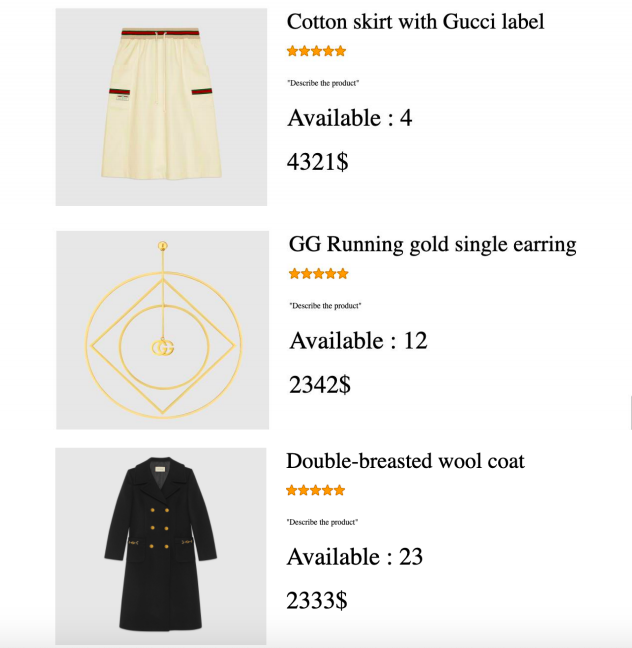 Cotton skirt with Gucci label
"Describe the product"
Available : 4
4321$
GG Running gold single earring
"Describe the product"
Available : 12
2342$
Double-breasted wool coat
"Describe the product"
Available : 23
2333$